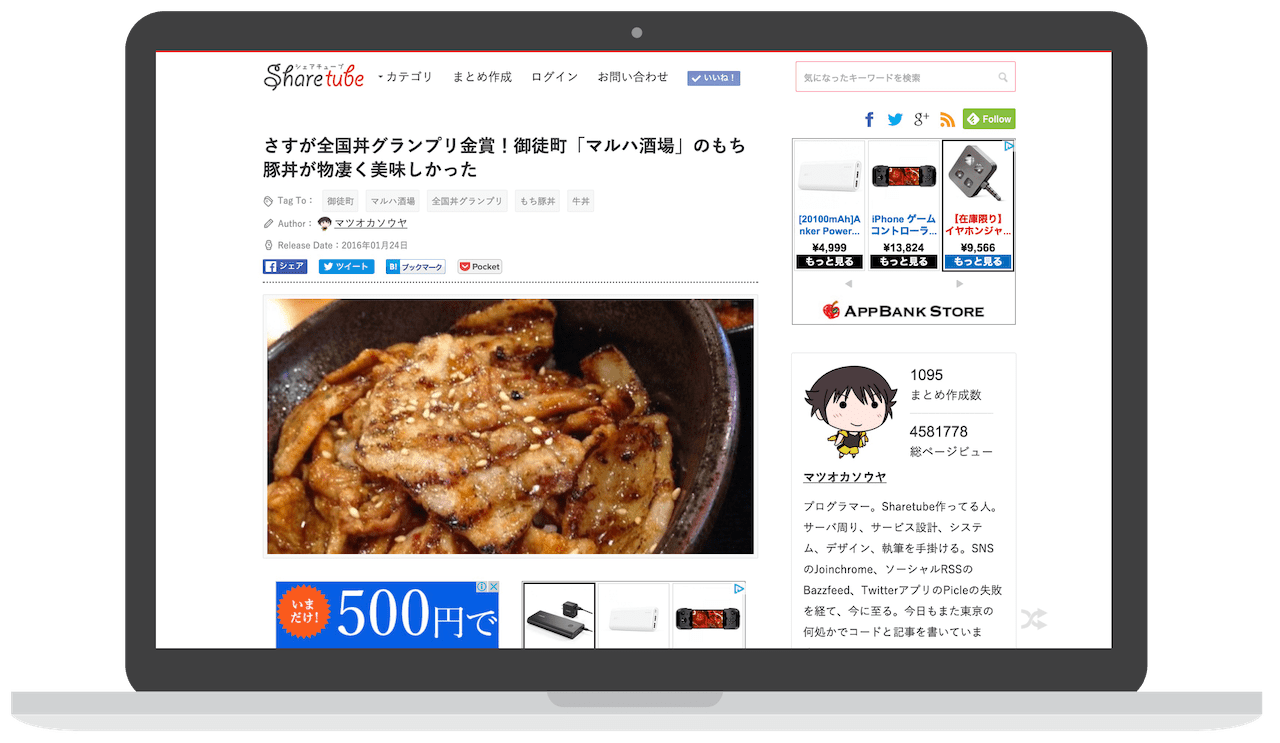 シェアチューブ
Sharetube
カテゴリ まとめ作成 ログイン お問い合わせ いいね！
気になったキーワードを検索
g+ Follow
さすが全国丼グランプリ金賞！御徒町「マルハ酒場」のもち
豚丼が物凄く美味しかった
Tag To： 御徒町 マルハ酒場 全国丼グランプリ もち豚丼 牛丼
Author： マツオカソウヤ
Release Date：2016年01月24日
シェア ツイート B! ブックマーク Pocket
いま
だけ!
500円で
[20100mAh]A
nker Power...
¥4,999
もっと見る
iPhone ゲーム
コントローラ...
¥13,824
もっと見る
【在庫限り】
イヤホンジャ...
¥9,566
もっと見る
APPBANK STORE
1095
まとめ作成数
4581778
総ページビュー
マツオカソウヤ
プログラマー。Sharetube作ってる人。
サーバ周り、サービス設計、システ
ム、デザイン、執筆を手掛ける。SNS
のJoinchrome、ソーシャルRSSの
Bazzfeed、TwitterアプリのPicleの失敗
を経て、今に至る。今日もまた東京の
何処かでコードと記事を書いていま